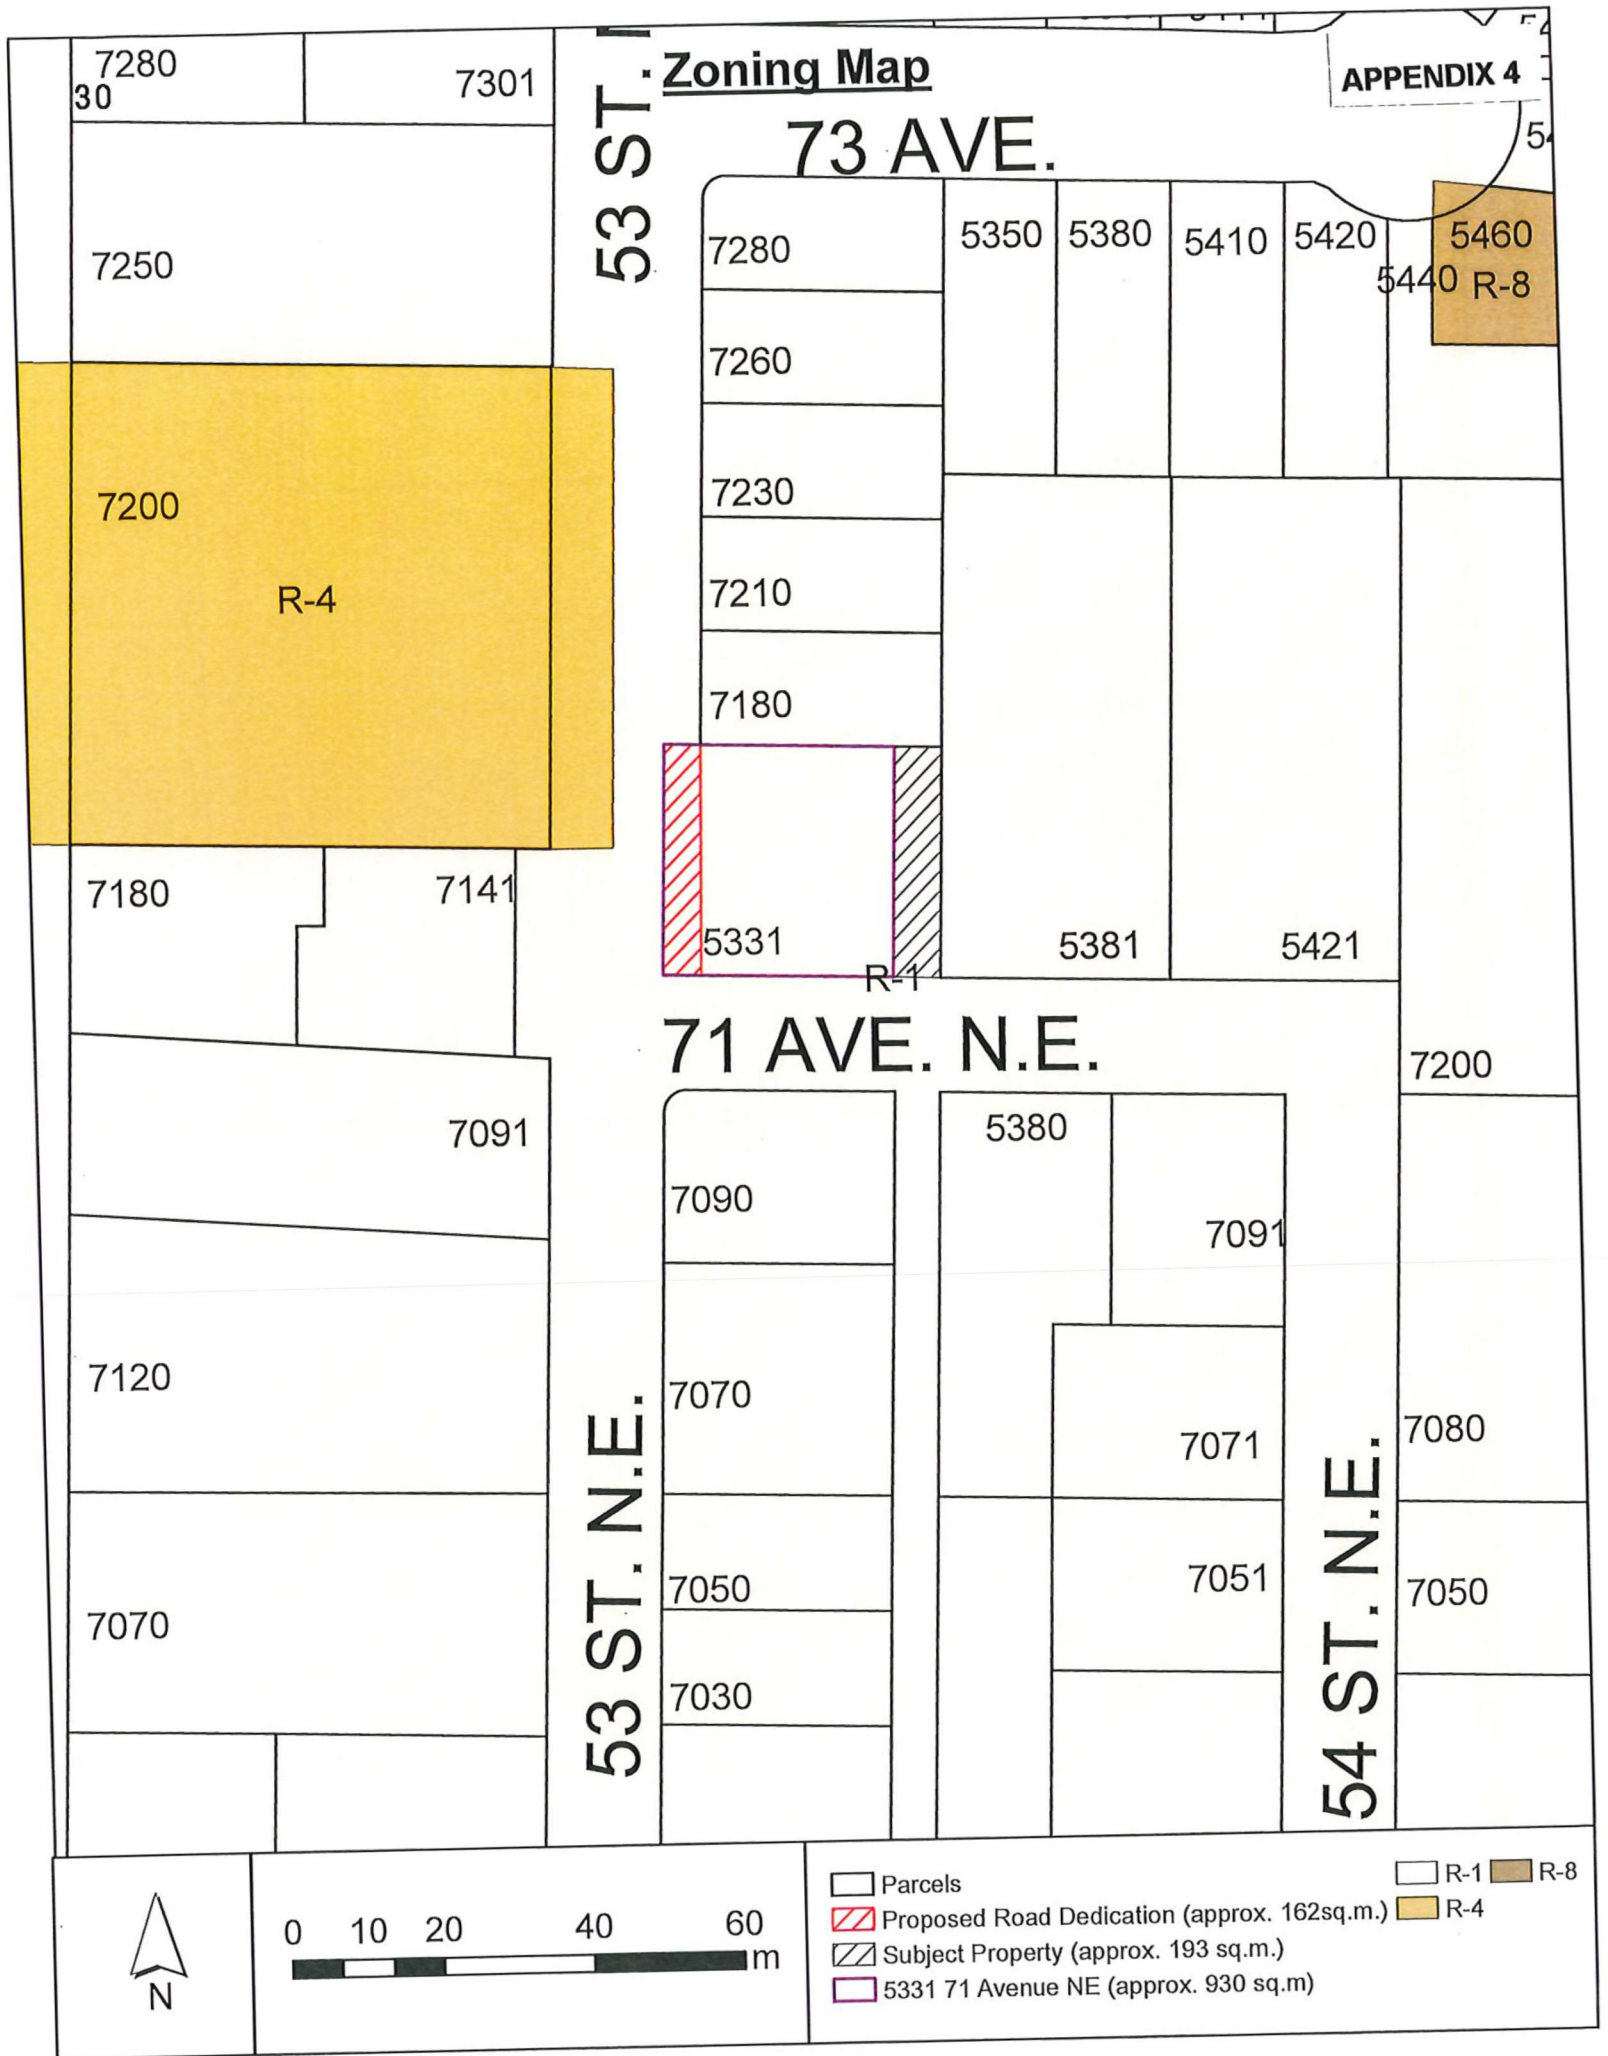 Zoning Map
APPENDIX 4
7280
30
7301
53 ST.
73 AVE.
7250
7280
5350
5380
5410
5420
5460
5440
R-8
7260
7200
R-4
7230
7210
7180
7180
7141
5331
R-1
5381
5421
71 AVE. N.E.
7200
7091
5380
7090
7091
7120
7070
7071
7080
53 ST. N.E.
54 ST. N.E.
7050
7051
7050
7070
7030
N
0 10 20 40 60
m
Parcels
Proposed Road Dedication (approx. 162sq.m.)
Subject Property (approx. 193 sq.m.)
5331 71 Avenue NE (approx. 930 sq.m)
R-1
R-8
R-4